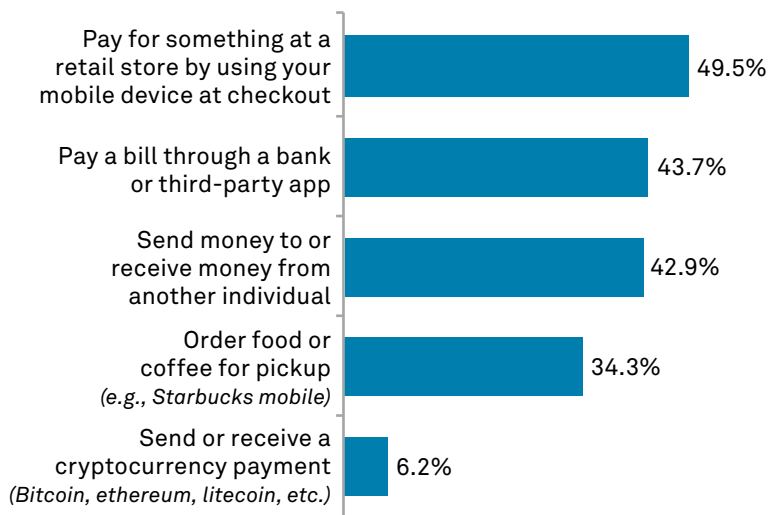 Pay for something at a
retail store by using your
mobile device at checkout
49.5%
Pay a bill through a bank
or third-party app
43.7%
Send money to or
receive money from
another individual
42.9%
Order food or
coffee for pickup
(e.g., Starbucks mobile)
34.3%
Send or receive a
cryptocurrency payment
(Bitcoin, ethereum, litecoin, etc.)
6.2%